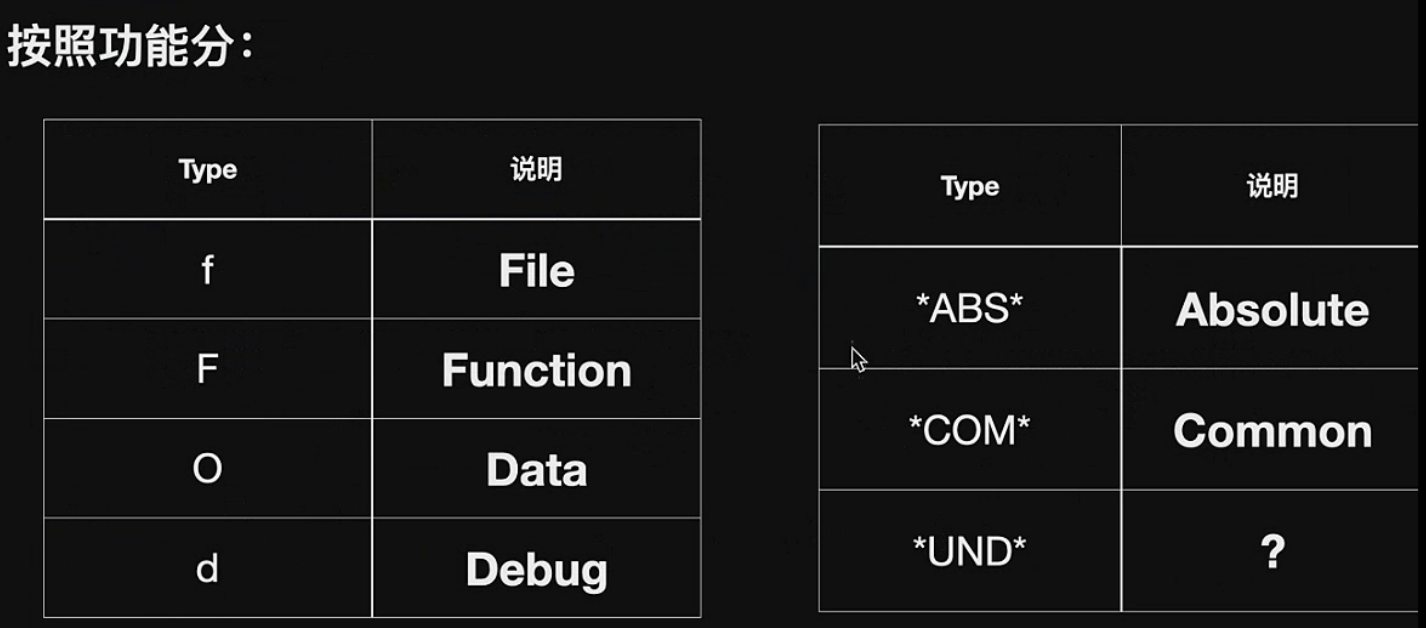 按照功能分：
Type 说明
f File
F Function
O Data
d Debug
Type 说明
*ABS* Absolute
*COM* Common
*UND* ?